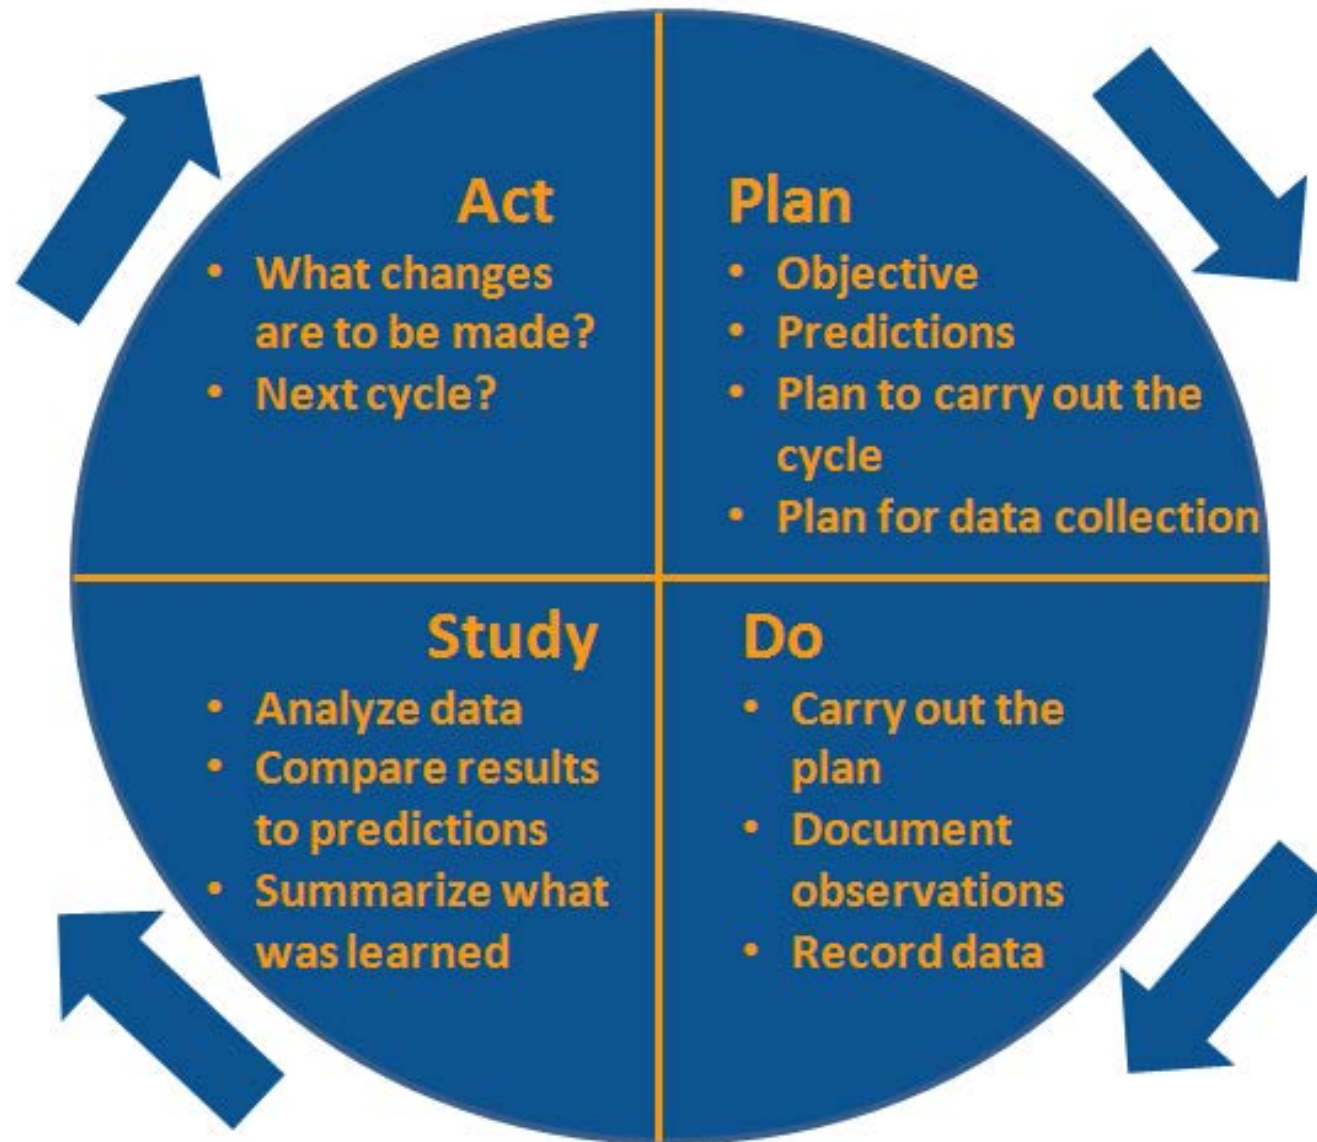 Act
• What changes
are to be made?
• Next cycle?
Plan
• Objective
• Predictions
• Plan to carry out the
cycle
• Plan for data collection
Study
• Analyze data
• Compare results
to predictions
• Summarize what
was learned
Do
• Carry out the
plan
• Document
observations
• Record data